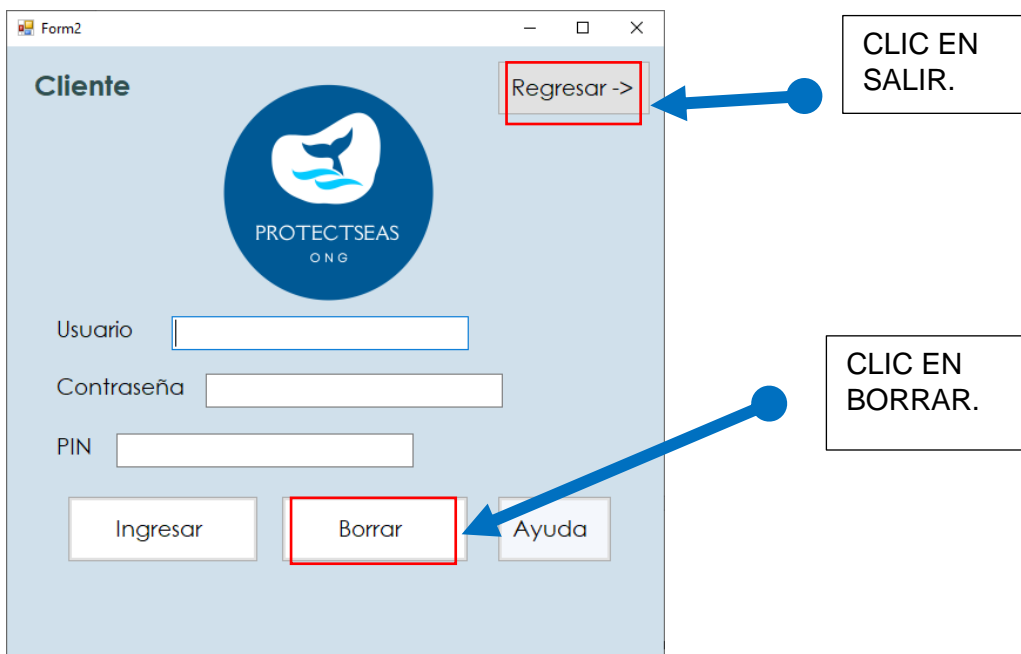 Form2
CLIC EN
SALIR.
Cliente
Regresar ->
PROTECTSEAS
ONG
Usuario
Contraseña
CLIC EN
BORRAR.
PIN
Ingresar
Borrar
Ayuda